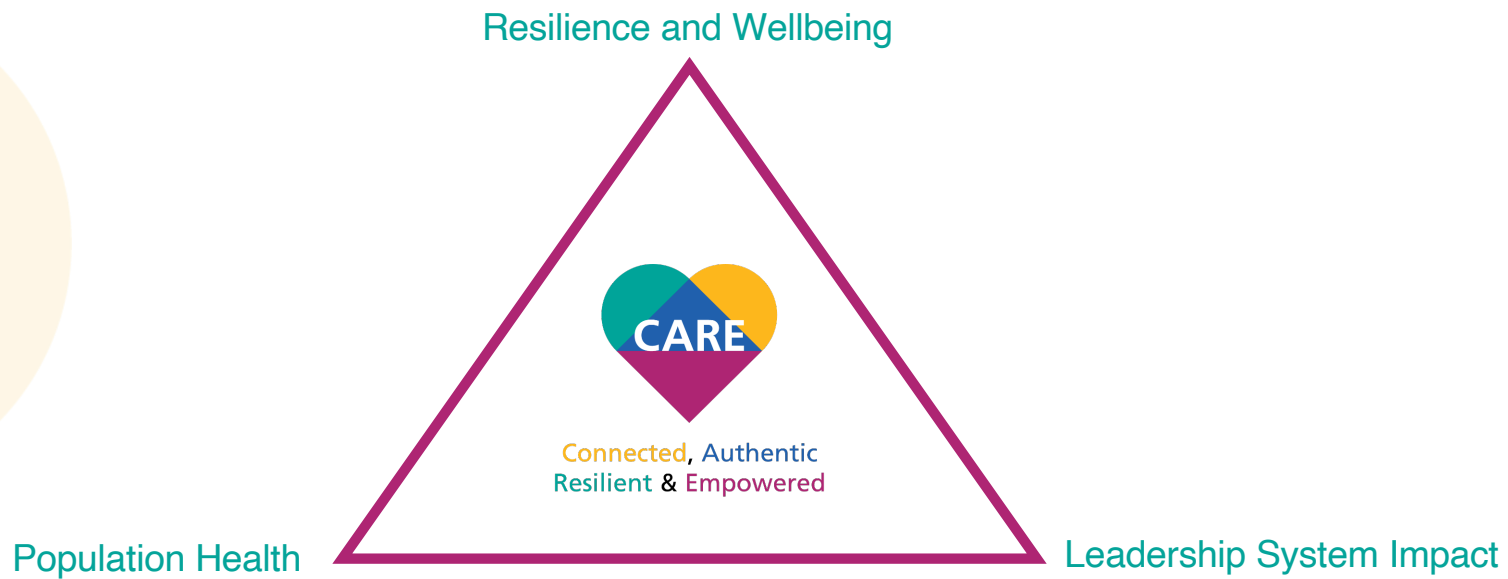 Resilience and Wellbeing
CARE
Connected, Authentic
Resilient & Empowered
Population Health
Leadership System Impact